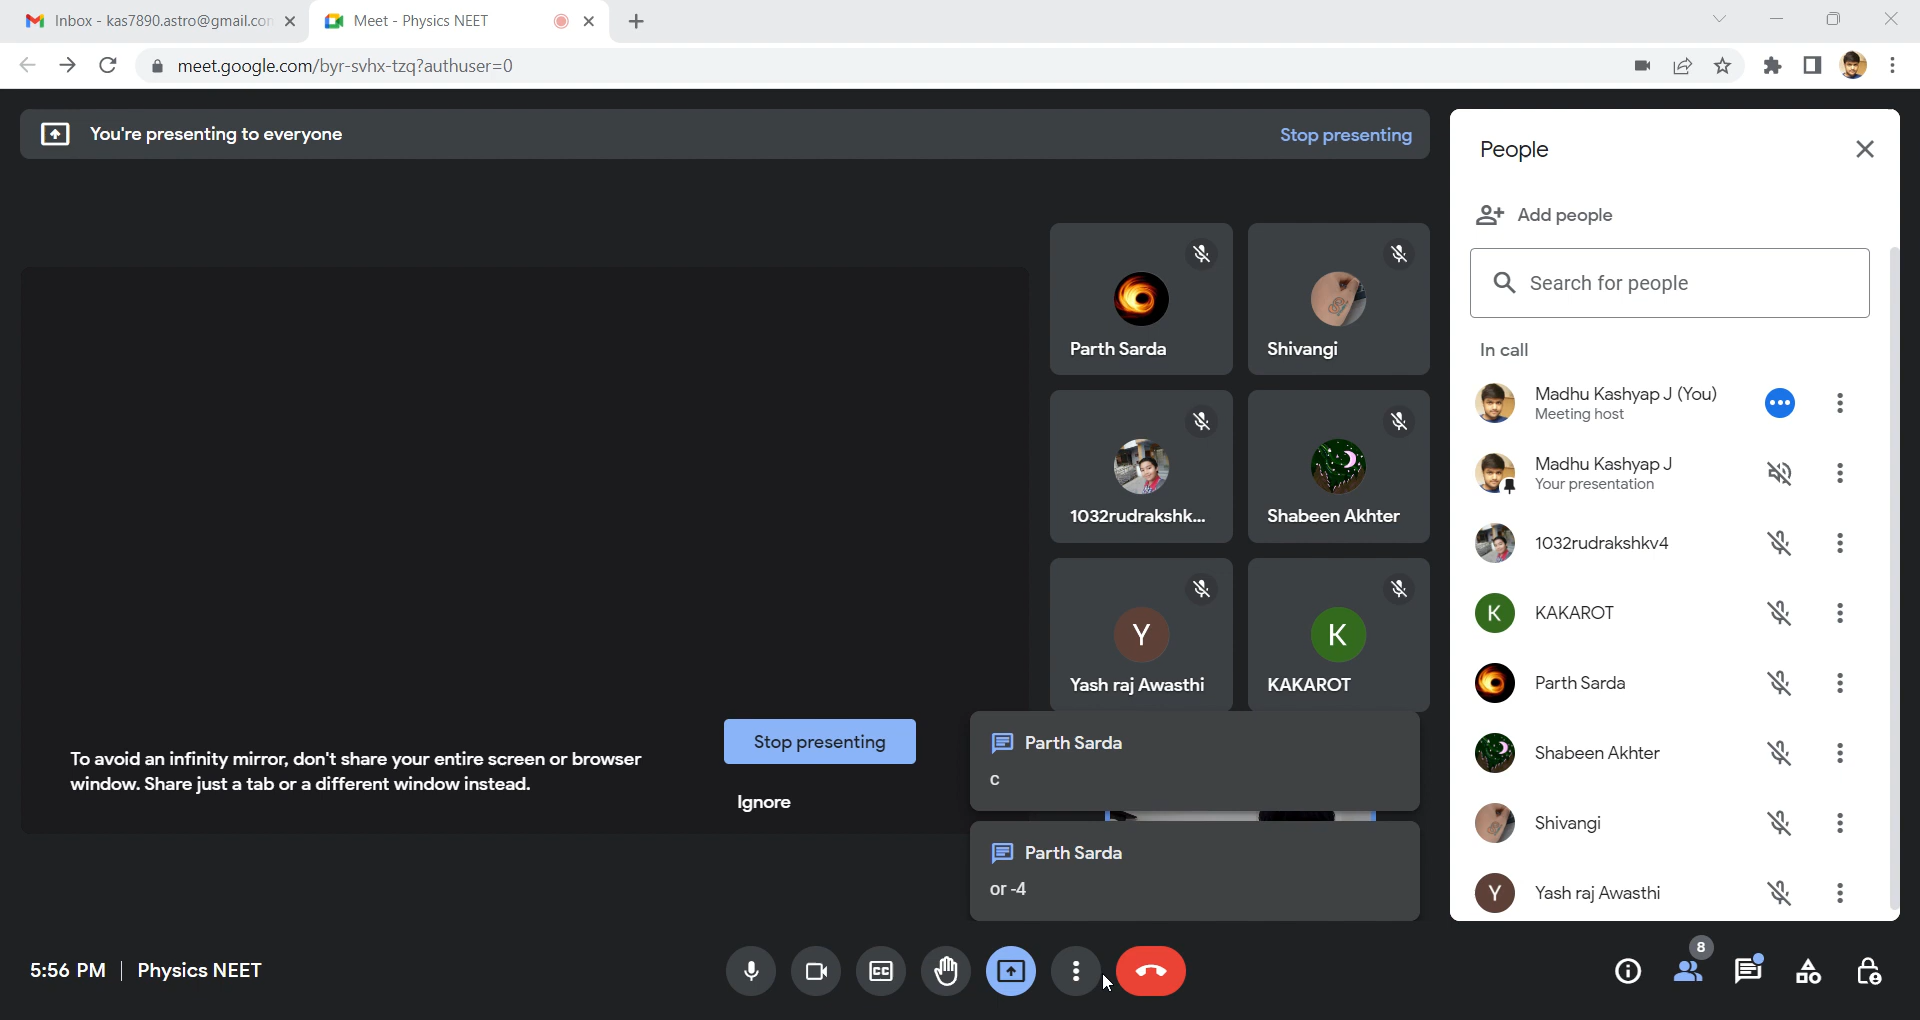 Inbox - kas7890.astro@gmail.con
Meet - Physics NEET
meet.google.com/byr-svhx-tzq?authuser=0
You're presenting to everyone
Stop presenting
Parth Sarda
Shivangi
1032rudrakshk...
Shabeen Akhter
Y
Yash raj Awasthi
K
KAKAROT
To avoid an infinity mirror, don't share your entire screen or browser
window. Share just a tab or a different window instead.
Stop presenting
Ignore
Parth Sarda
c
Parth Sarda
or -4
People
Add people
Search for people
In call
Madhu Kashyap J (You)
Meeting host
Madhu Kashyap J
Your presentation
1032rudrakshkv4
K
KAKAROT
Parth Sarda
Shabeen Akhter
Shivangi
Y
Yash raj Awasthi
5:56 PM | Physics NEET
CC
8